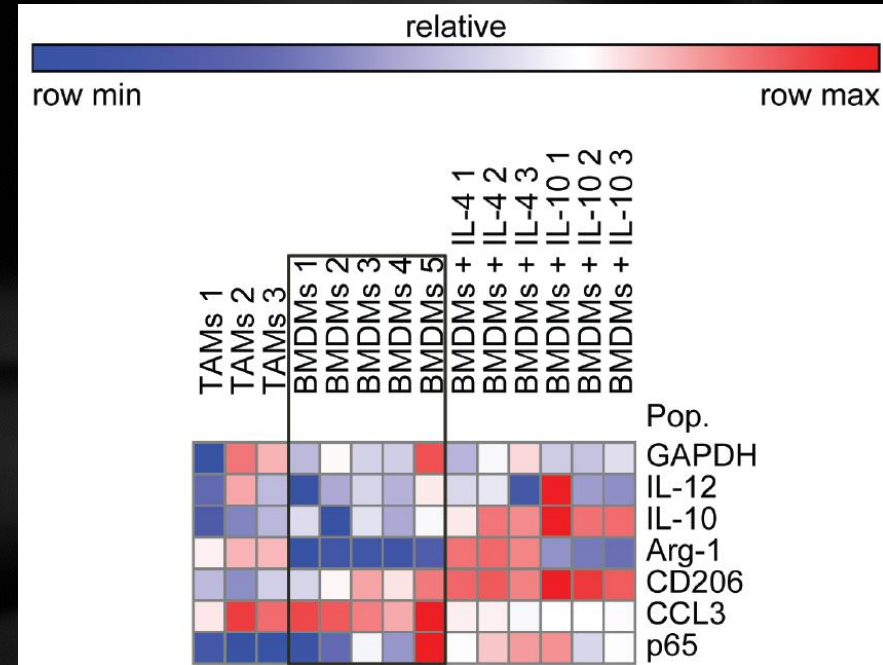 relative
row min
row max
TAMs 1
TAMs 2
TAMs 3
BMDMs 1
BMDMs 2
BMDMs 3
BMDMs 4
BMDMs 5
BMDMs + IL-4 1
BMDMs + IL-4 2
BMDMs + IL-4 3
BMDMs + IL-10 1
BMDMs + IL-10 2
BMDMs + IL-10 3
Pop.
GAPDH
IL-12
IL-10
Arg-1
CD206
CCL3
p65